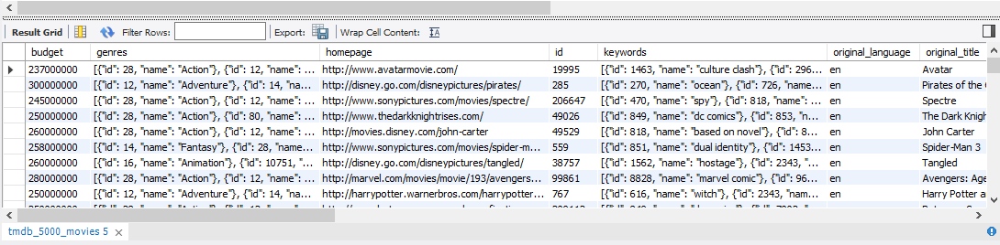 Result Grid Filter Rows: Export: Wrap Cell Content:
budget genres homepage id keywords original_language original_title
237000000 [{"id": 28, "name": "Action"}, {"id": 12, "name": ... http://www.avatarmovie.com/ 19995 [{"id": 1463, "name": "culture clash"}, {"id": 296... en Avatar
300000000 [{"id": 12, "name": "Adventure"}, {"id": 14, "na... http://disney.go.com/disneypictures/pirates/ 285 [{"id": 270, "name": "ocean"}, {"id": 726, "nam... en Pirates of the
245000000 [{"id": 28, "name": "Action"}, {"id": 12, "name": ... http://www.sonypictures.com/movies/spectre/ 206647 [{"id": 470, "name": "spy"}, {"id": 818, "name":... en Spectre
250000000 [{"id": 28, "name": "Action"}, {"id": 80, "name": ... http://www.thedarkknightrises.com/ 49026 [{"id": 849, "name": "dc comics"}, {"id": 853, "n... en The Dark Knigh
260000000 [{"id": 28, "name": "Action"}, {"id": 12, "name": ... http://movies.disney.com/john-carter 49529 [{"id": 818, "name": "based on novel"}, {"id": 8... en John Carter
258000000 [{"id": 14, "name": "Fantasy"}, {"id": 28, "name... http://www.sonypictures.com/movies/spider-m... 559 [{"id": 851, "name": "dual identity"}, {"id": 1453... en Spider-Man 3
260000000 [{"id": 16, "name": "Animation"}, {"id": 10751, ... http://disney.go.com/disneypictures/tangled/ 38757 [{"id": 1562, "name": "hostage"}, {"id": 2343, ... en Tangled
280000000 [{"id": 28, "name": "Action"}, {"id": 12, "name": ... http://marvel.com/movies/movie/193/avengers... 99861 [{"id": 8828, "name": "marvel comic"}, {"id": 96... en Avengers: Age
250000000 [{"id": 12, "name": "Adventure"}, {"id": 14, "na... http://harrypotter.warnerbros.com/harrypotter... 767 [{"id": 616, "name": "witch"}, {"id": 2343, "nam... en Harry Potter a
tmdb_5000_movies 5